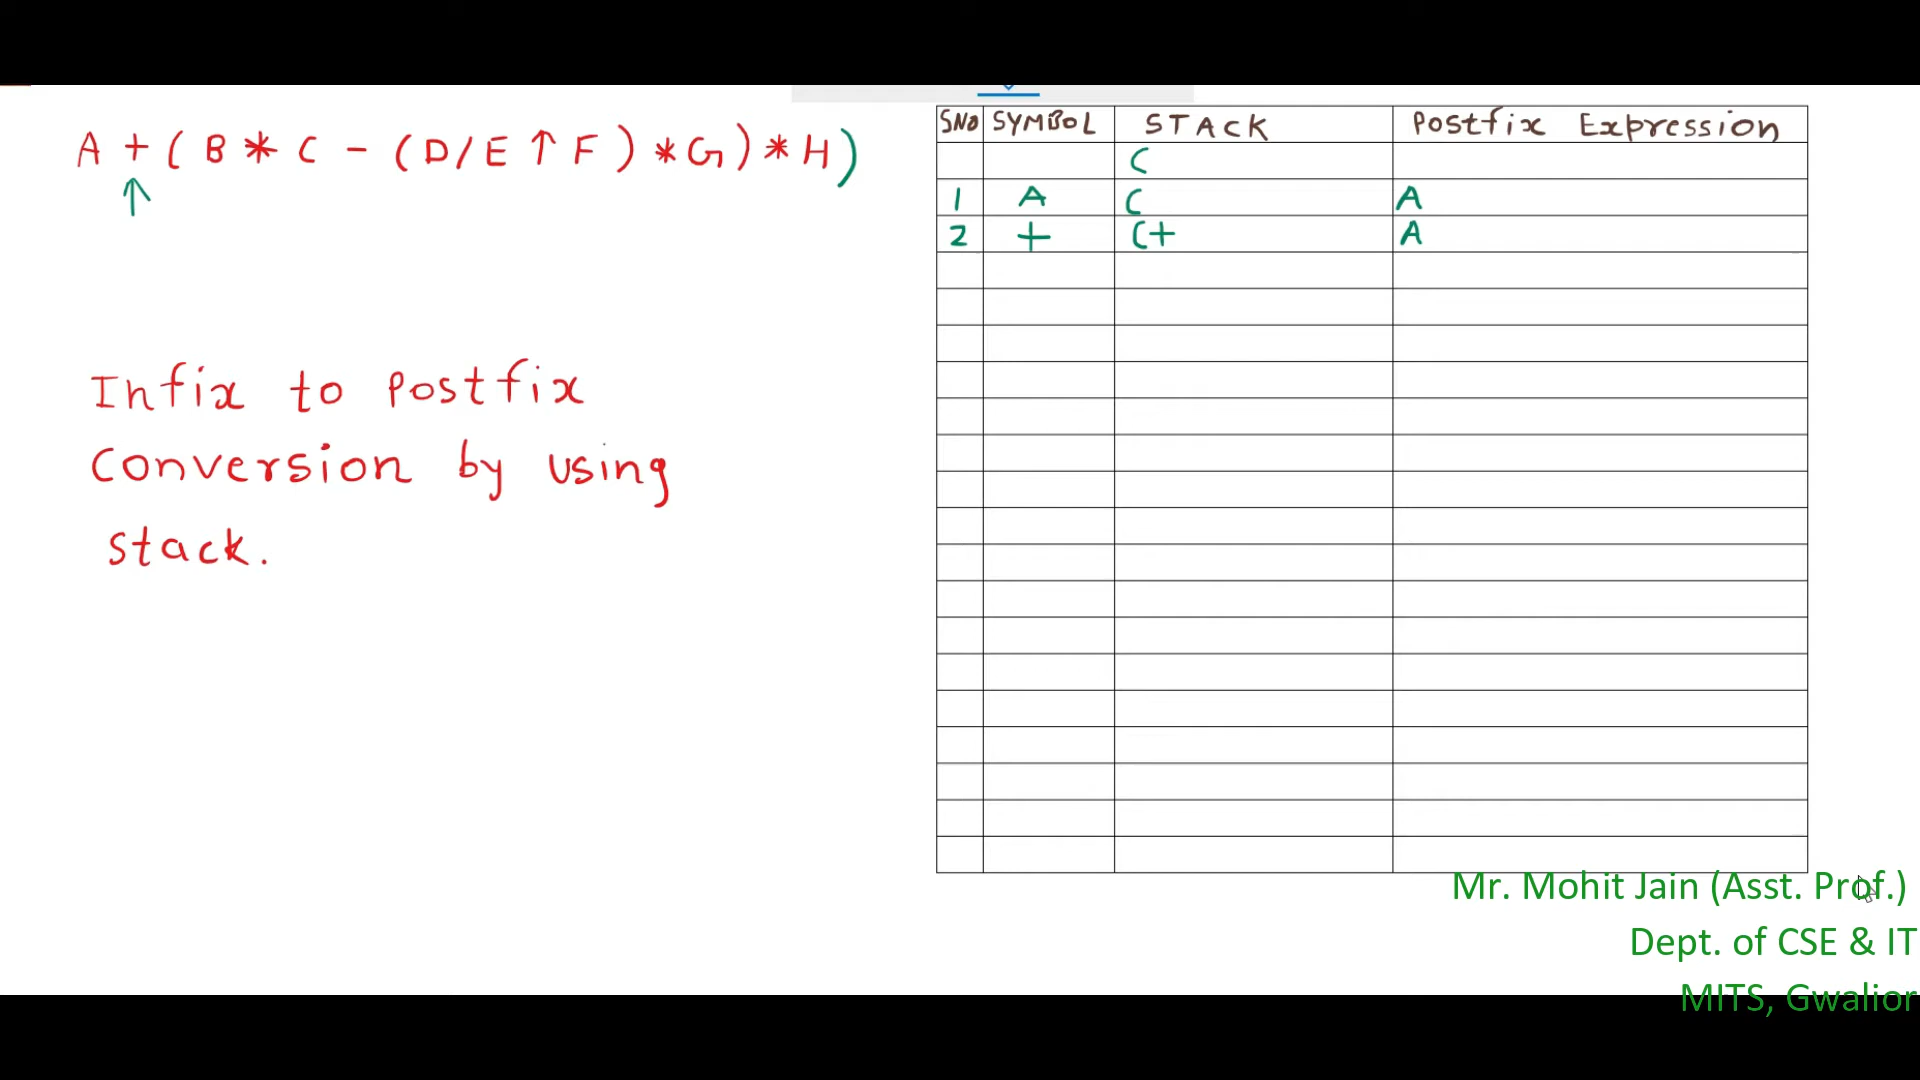 A + ( B * C - ( D / E ↑ F ) * G ) * H )
↑
Infix to Postfix
conversion by using
stack.
SNo SYMBOL STACK Postfix Expression
(
1 A ( A
2 + (+ A
Mr. Mohit Jain (Asst. Prof.)
Dept. of CSE & IT
MITS, Gwalior